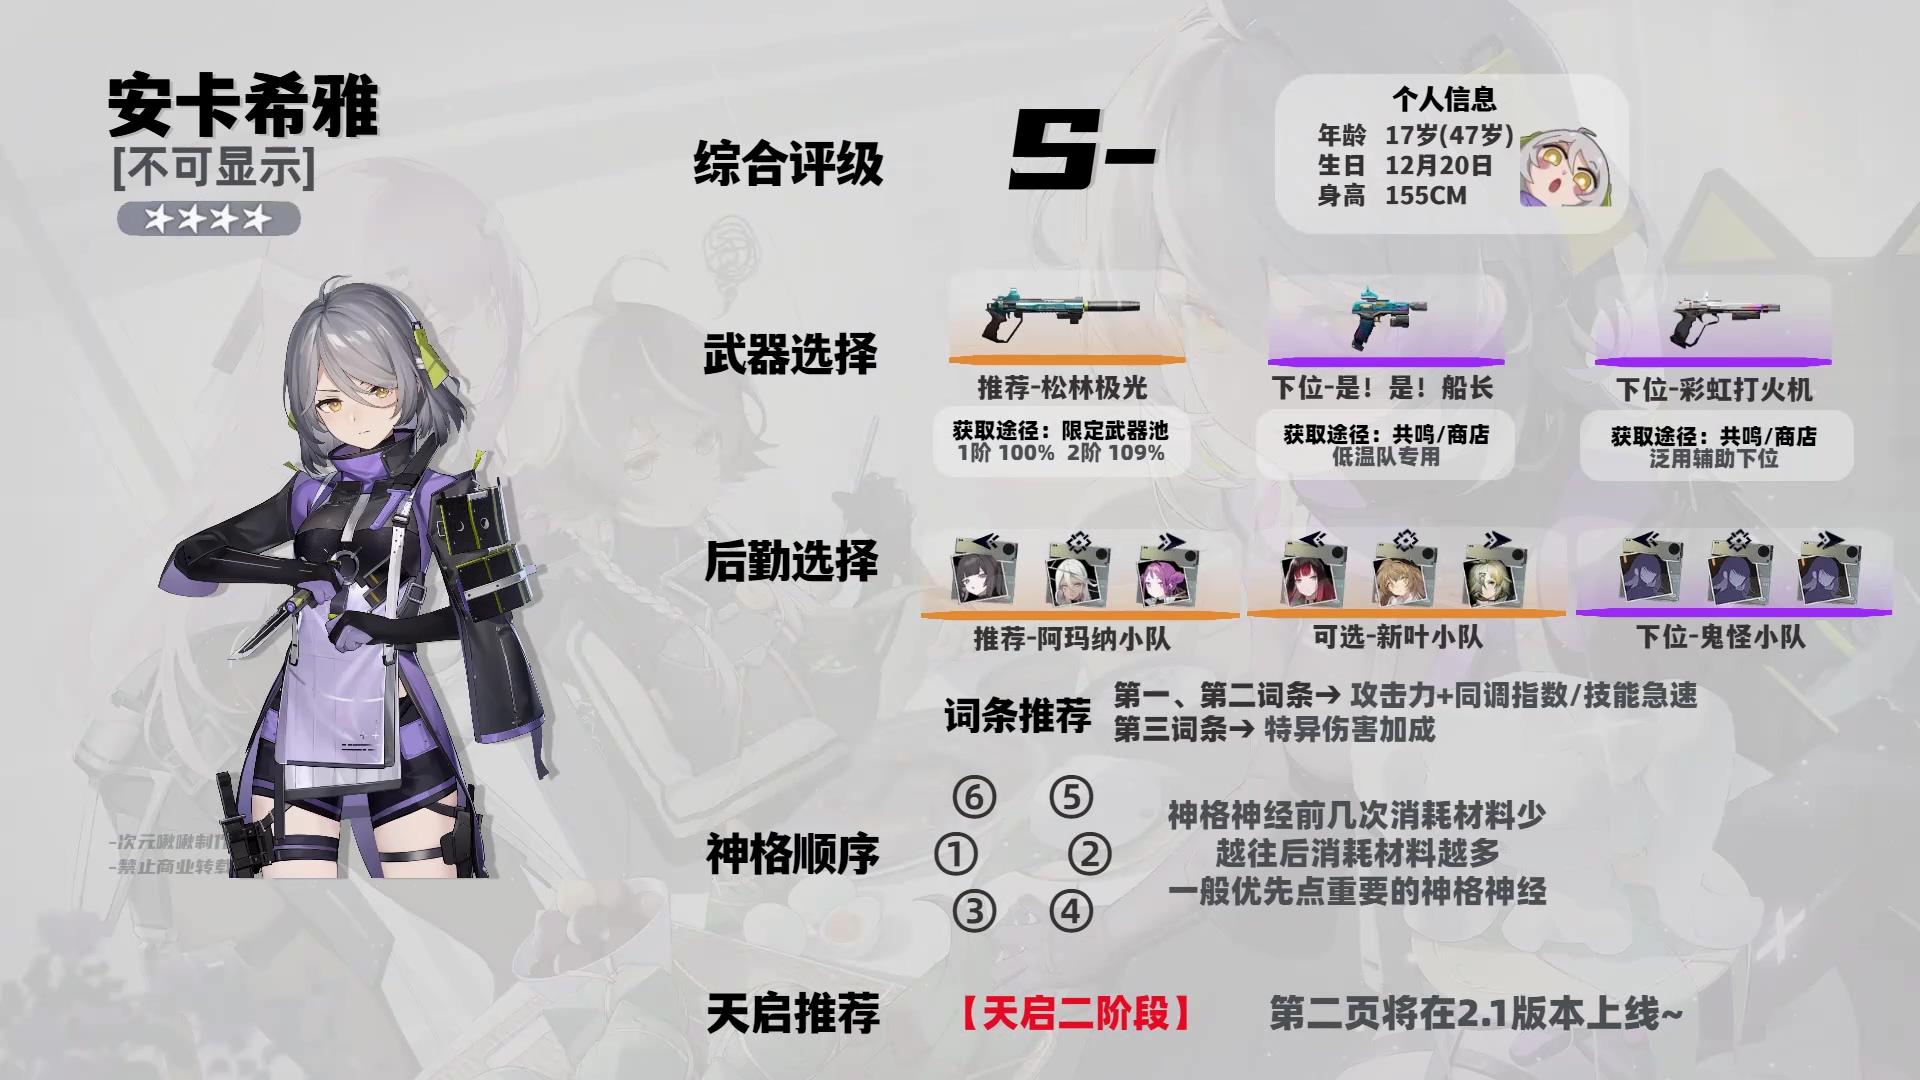 安卡希雅
[不可显示]
综合评级
S-
个人信息
年龄 17岁(47岁)
生日 12月20日
身高 155CM
武器选择
推荐-松林极光
获取途径：限定武器池
1阶 100% 2阶 109%
下位-是！是！船长
获取途径：共鸣/商店
低温队专用
下位-彩虹打火机
获取途径：共鸣/商店
泛用辅助下位
后勤选择
推荐-阿玛纳小队
可选-新叶小队
下位-鬼怪小队
词条推荐
第一、第二词条→ 攻击力+同调指数/技能急速
第三词条→ 特异伤害加成
神格顺序
⑥ ⑤
① ②
③ ④
神格神经前几次消耗材料少
越往后消耗材料越多
一般优先点重要的神格神经
-次元啾啾制作
-禁止商业转载
天启推荐
【天启二阶段】
第二页将在2.1版本上线~